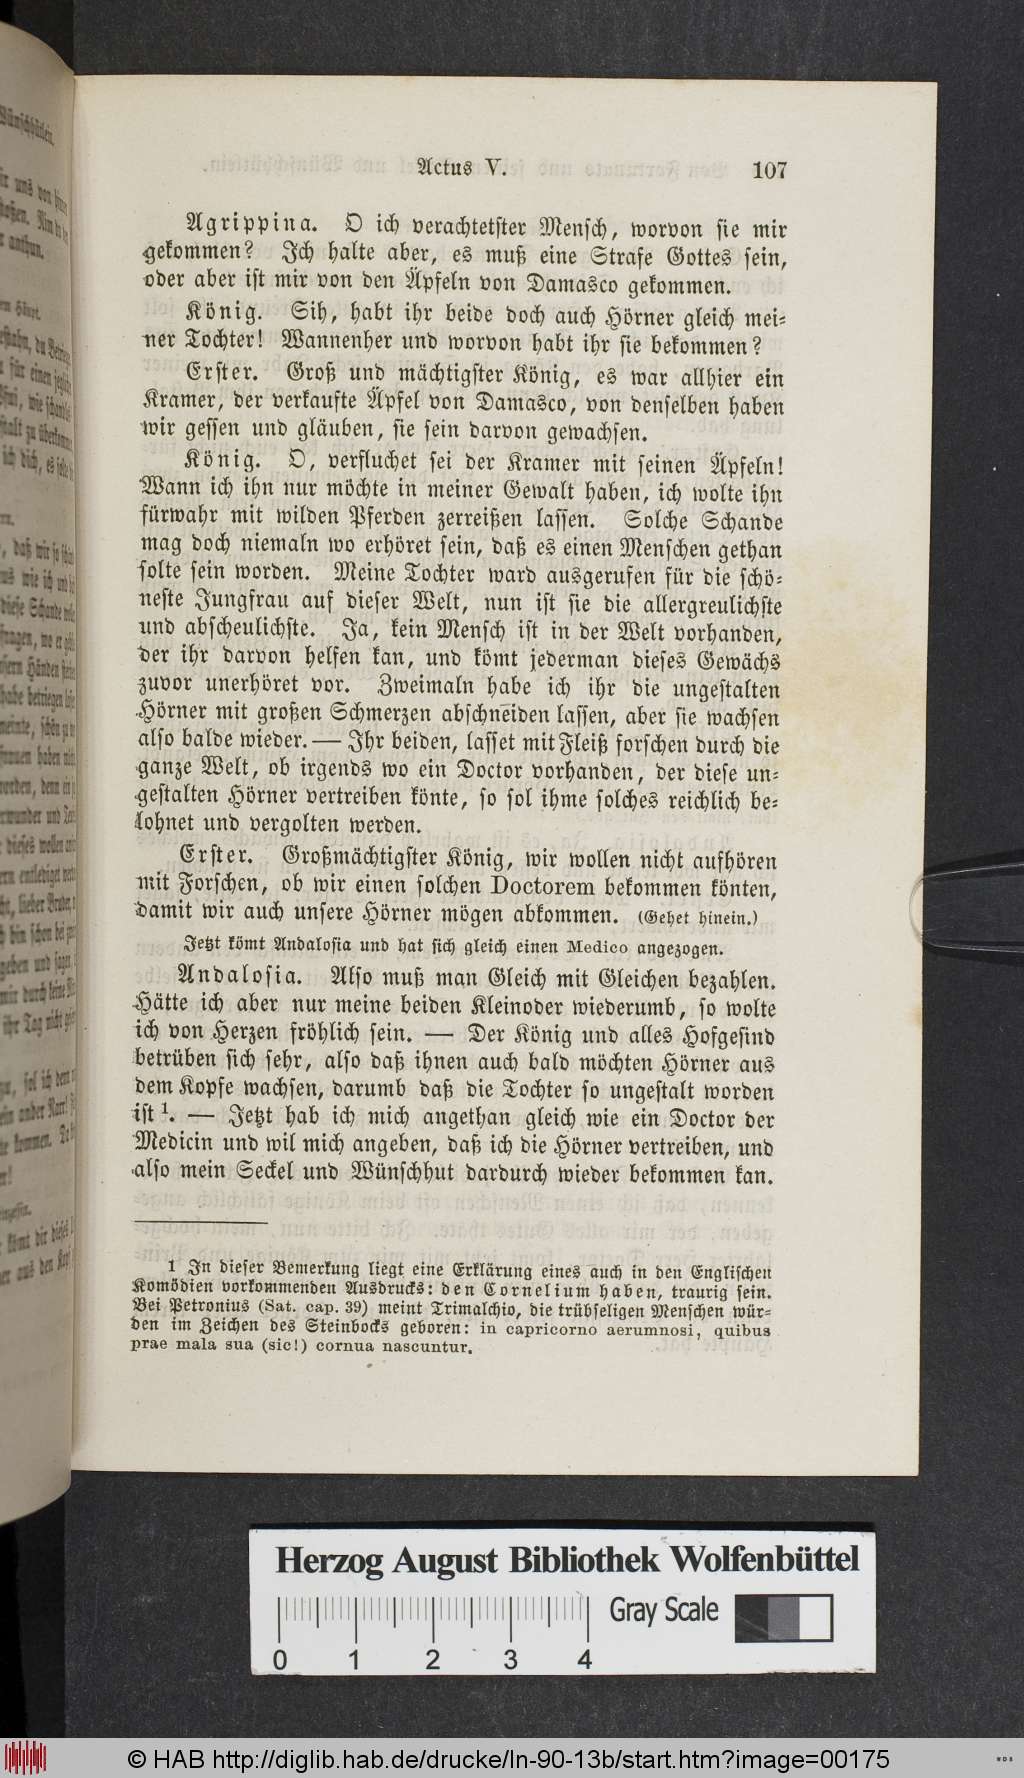 Actus V. 107
Agrippina. O ich verachtetster Mensch, worvon sie mir
gekommen? Ich halte aber, es muß eine Strafe Gottes sein,
oder aber ist mir von den Äpfeln von Damasco gekommen.
König. Sih, habt ihr beide doch auch Hörner gleich mei-
ner Tochter! Wannenher und worvon habt ihr sie bekommen?
Erster. Groß und mächtigster König, es war allhier ein
Kramer, der verkaufte Äpfel von Damasco, von denselben haben
wir gessen und gläuben, sie sein darvon gewachsen.
König. O, verfluchet sei der Kramer mit seinen Äpfeln!
Wann ich ihn nur möchte in meiner Gewalt haben, ich wolte ihn
fürwahr mit wilden Pferden zerreißen lassen. Solche Schande
mag doch niemaln wo erhöret sein, daß es einen Menschen gethan
solte sein worden. Meine Tochter ward ausgerufen für die schö-
neste Jungfrau auf dieser Welt, nun ist sie die allergreulichste
und abscheulichste. Ja, kein Mensch ist in der Welt vorhanden,
der ihr darvon helfen kan, und kömt jederman dieses Gewächs
zuvor unerhöret vor. Zweimaln habe ich ihr die ungestalten
Hörner mit großen Schmerzen abschneiden lassen, aber sie wachsen
also balde wieder. — Ihr beiden, lasset mit Fleiß forschen durch die
ganze Welt, ob irgends wo ein Doctor vorhanden, der diese un-
gestalten Hörner vertreiben könte, so sol ihme solches reichlich be-
lohnet und vergolten werden.
Erster. Großmächtigster König, wir wollen nicht aufhören
mit Forschen, ob wir einen solchen Doctorem bekommen könten,
damit wir auch unsere Hörner mögen abkommen. (Gehet hinein.)
Jetzt kömt Andalosia und hat sich gleich einen Medico angezogen.
Andalosia. Also muß man Gleich mit Gleichen bezahlen.
Hätte ich aber nur meine beiden Kleinoder wiederumb, so wolte
ich von Herzen fröhlich sein. — Der König und alles Hofgesind
betrüben sich sehr, also daß ihnen auch bald möchten Hörner aus
dem Kopfe wachsen, darumb daß die Tochter so ungestalt worden
ist ¹. — Jetzt hab ich mich angethan gleich wie ein Doctor der
Medicin und wil mich angeben, daß ich die Hörner vertreiben, und
also mein Seckel und Wünschhut dardurch wieder bekommen kan.
1 In dieser Bemerkung liegt eine Erklärung eines auch in den Englischen
Komödien vorkommenden Ausdrucks: den Cornelium haben, traurig sein.
Bei Petronius (Sat. cap. 39) meint Trimalchio, die trübseligen Menschen wür-
den im Zeichen des Steinbocks geboren: in capricorno aerumnosi, quibus
prae mala sua (sic!) cornua nascuntur.
Herzog August Bibliothek Wolfenbüttel
Gray Scale
0 1 2 3 4
© HAB http://diglib.hab.de/drucke/ln-90-13b/start.htm?image=00175